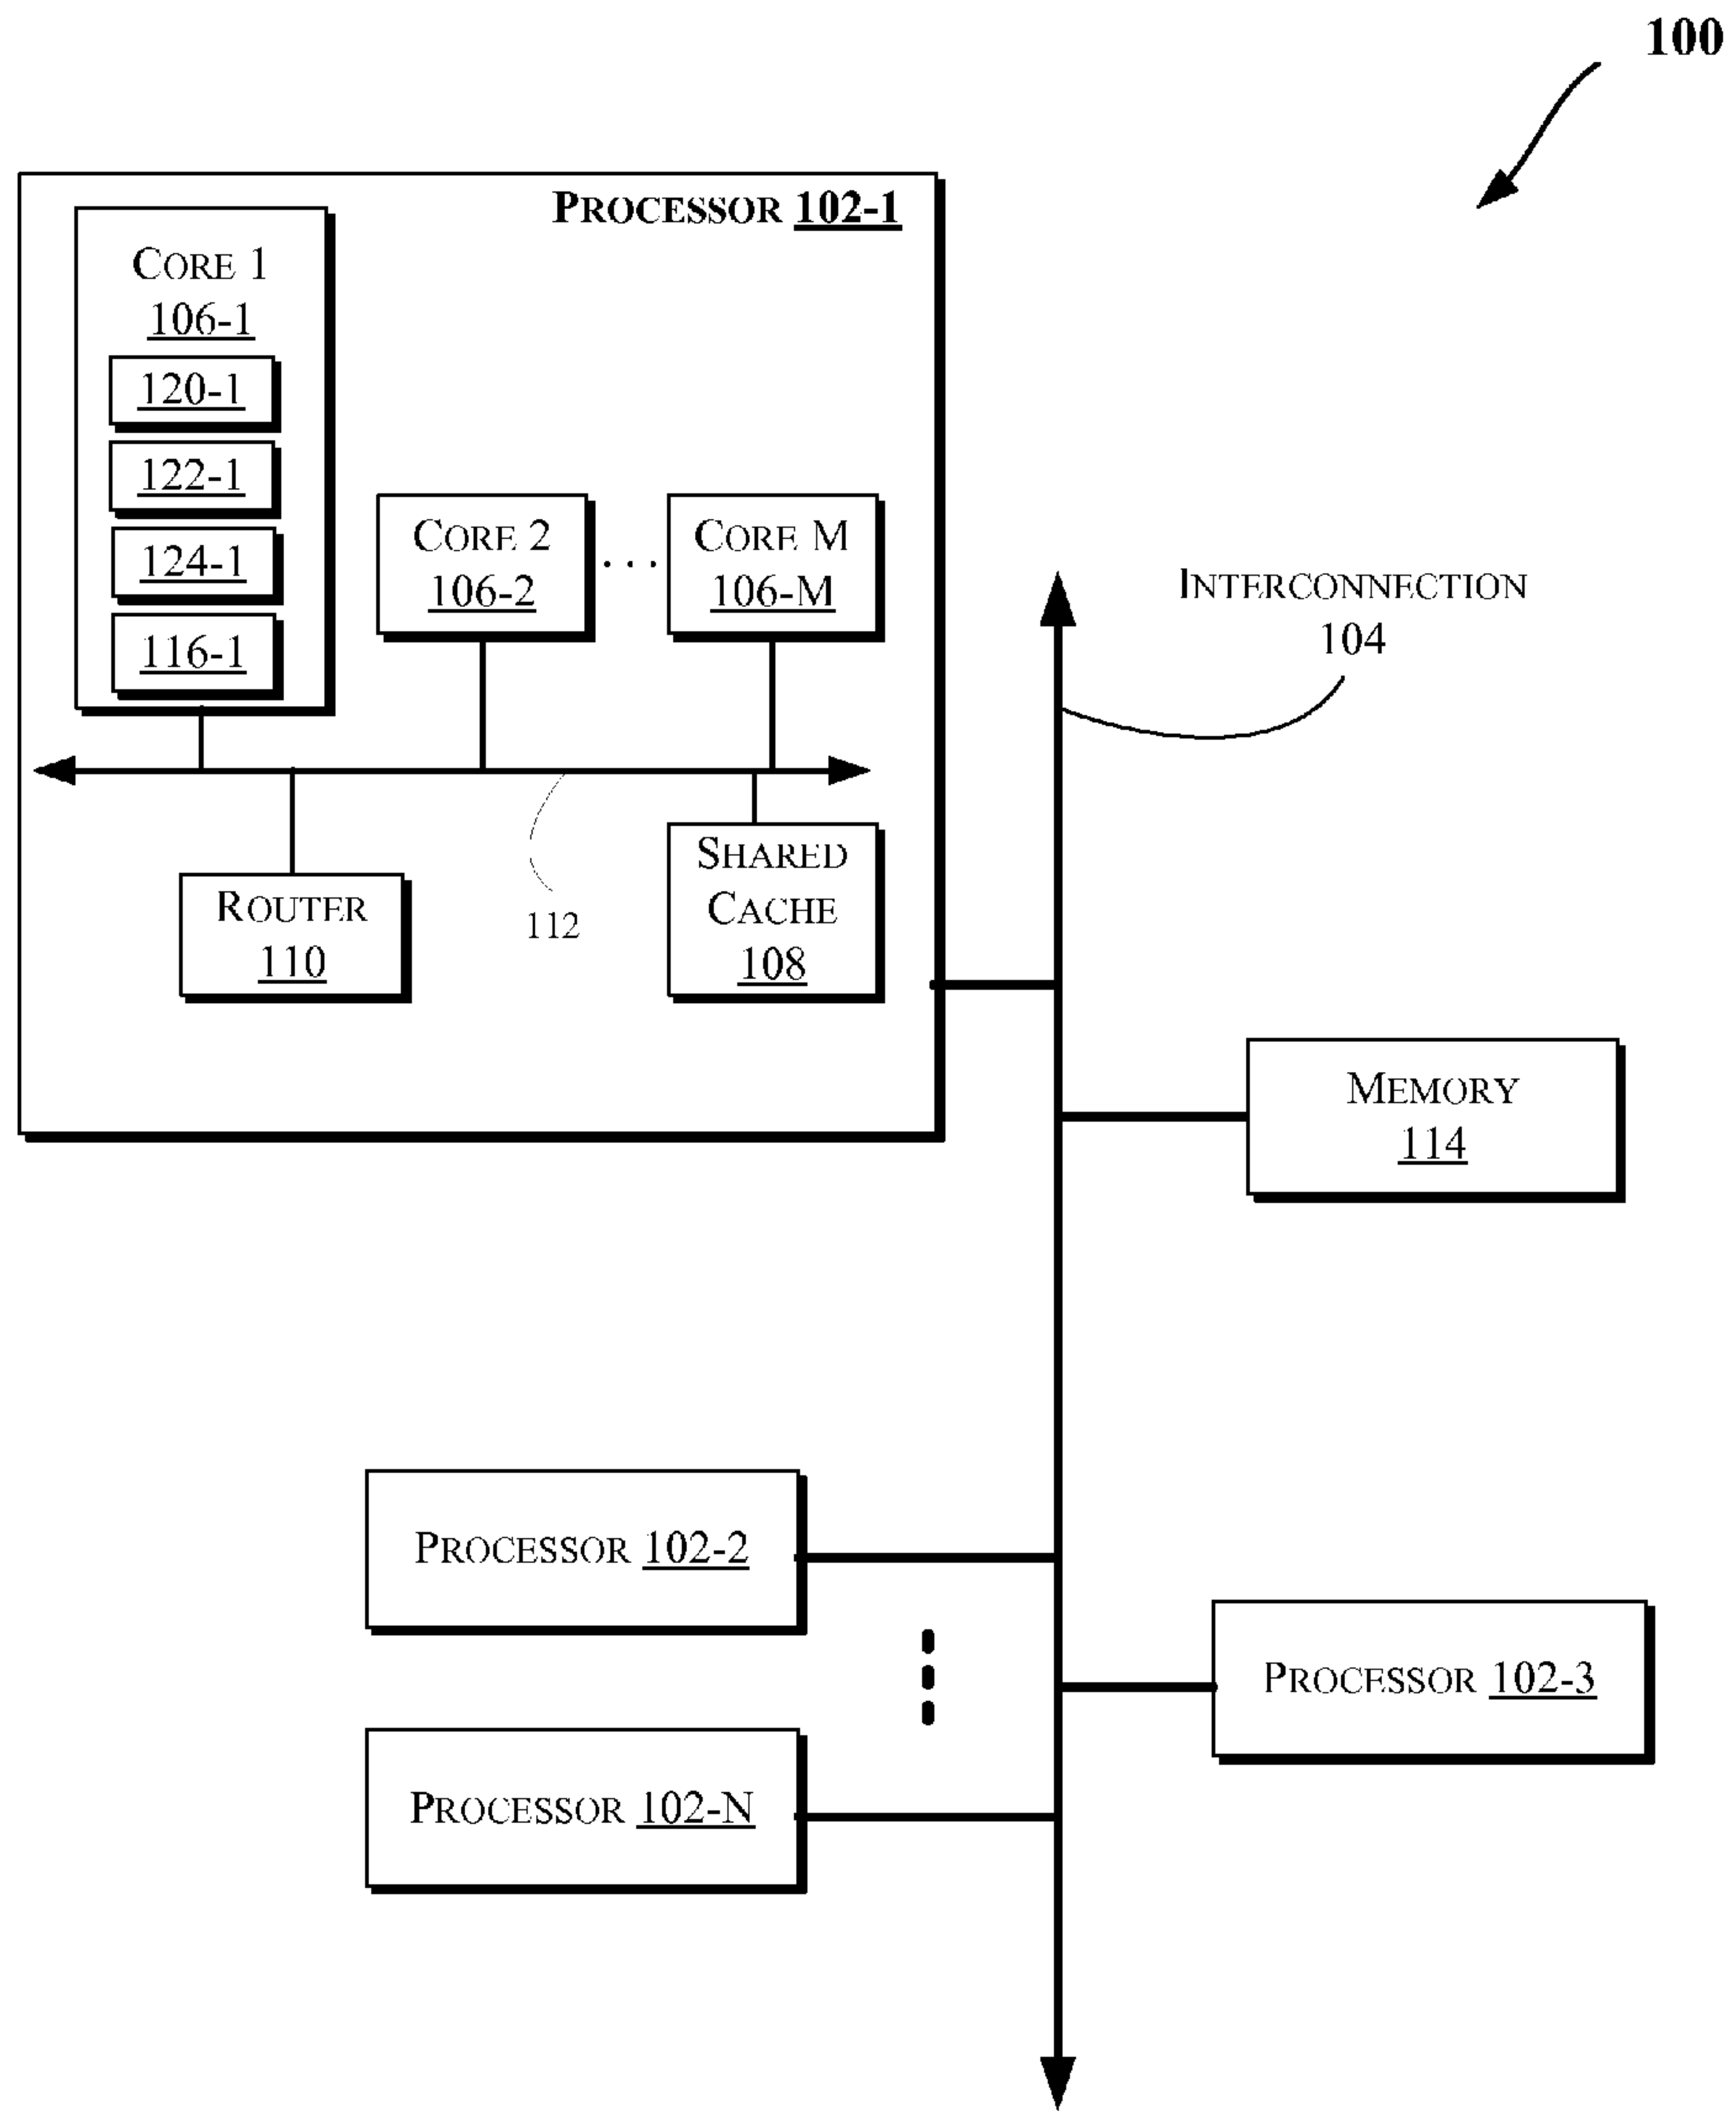 100
PROCESSOR 102-1
CORE 1
106-1
120-1
122-1
124-1
116-1
CORE 2
106-2
. . .
CORE M
106-M
INTERCONNECTION
104
ROUTER
110
112
SHARED
CACHE
108
MEMORY
114
PROCESSOR 102-2
PROCESSOR 102-3
PROCESSOR 102-N